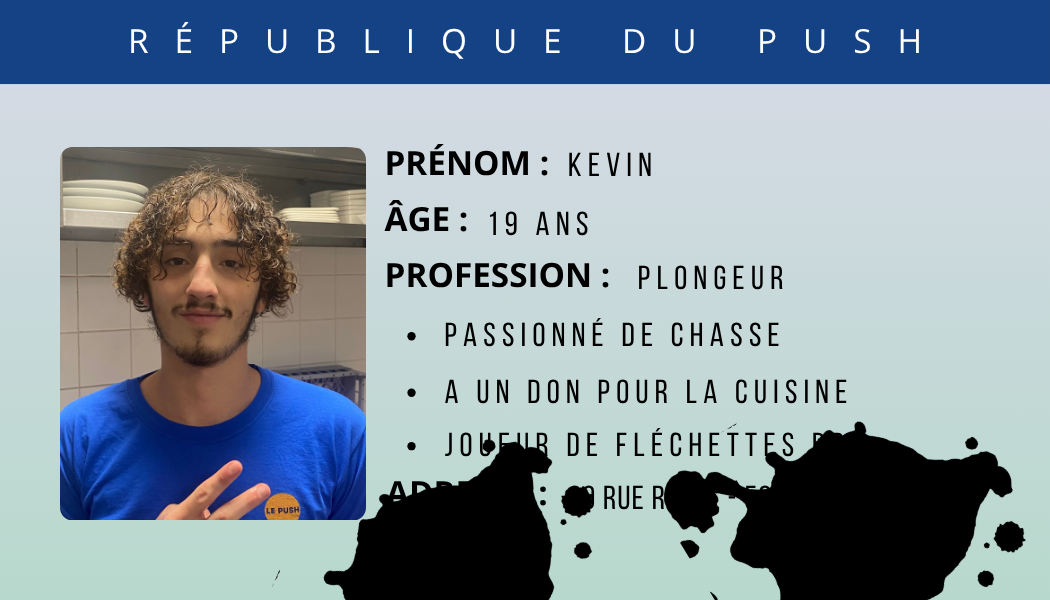 RÉPUBLIQUE DU PUSH
PRÉNOM : KEVIN
ÂGE : 19 ANS
PROFESSION : PLONGEUR
• PASSIONNÉ DE CHASSE
• A UN DON POUR LA CUISINE
• JOUEUR DE FLÉCHETTES
: RUE
LE PUSH